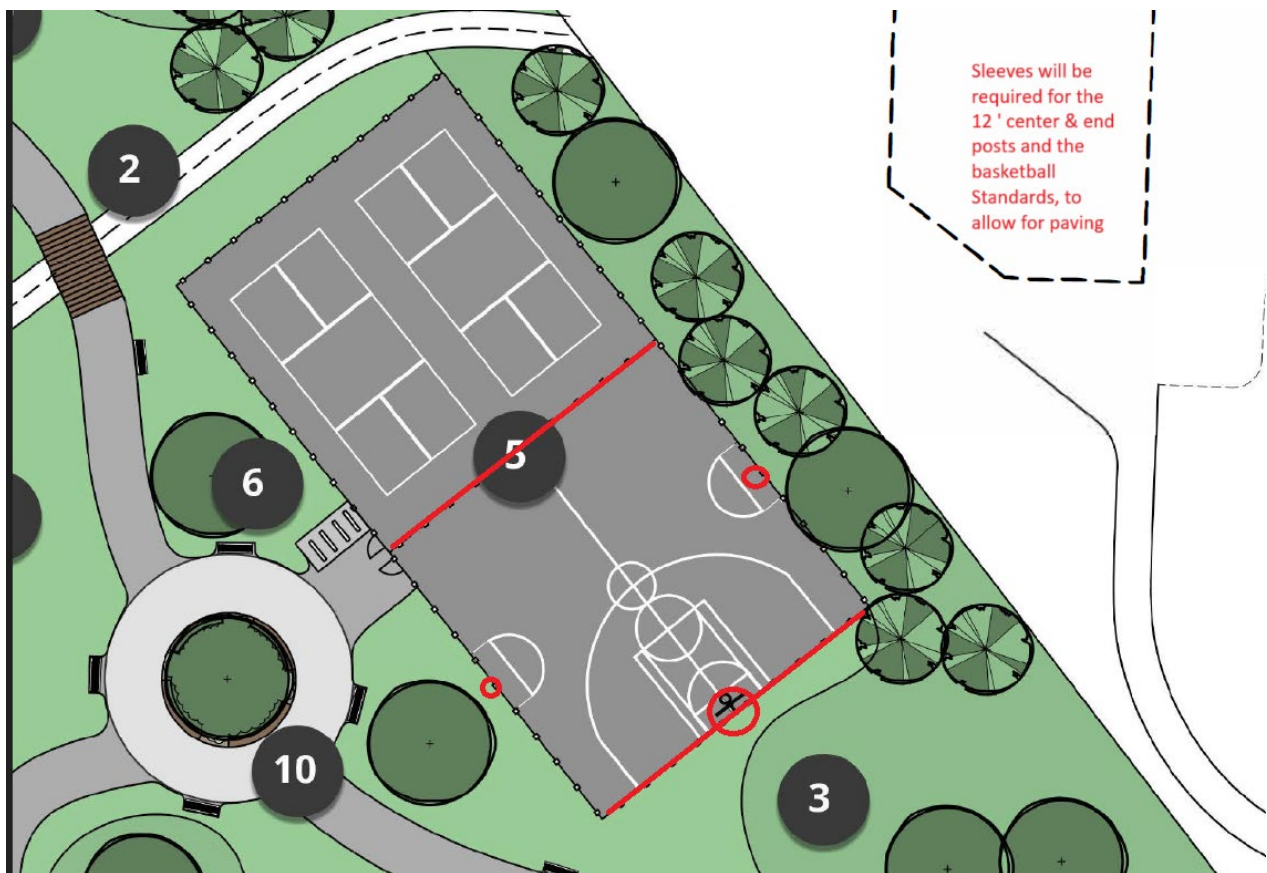 Sleeves will be
required for the
12 ' center & end
posts and the
basketball
Standards, to
allow for paving
2
5
6
10
3